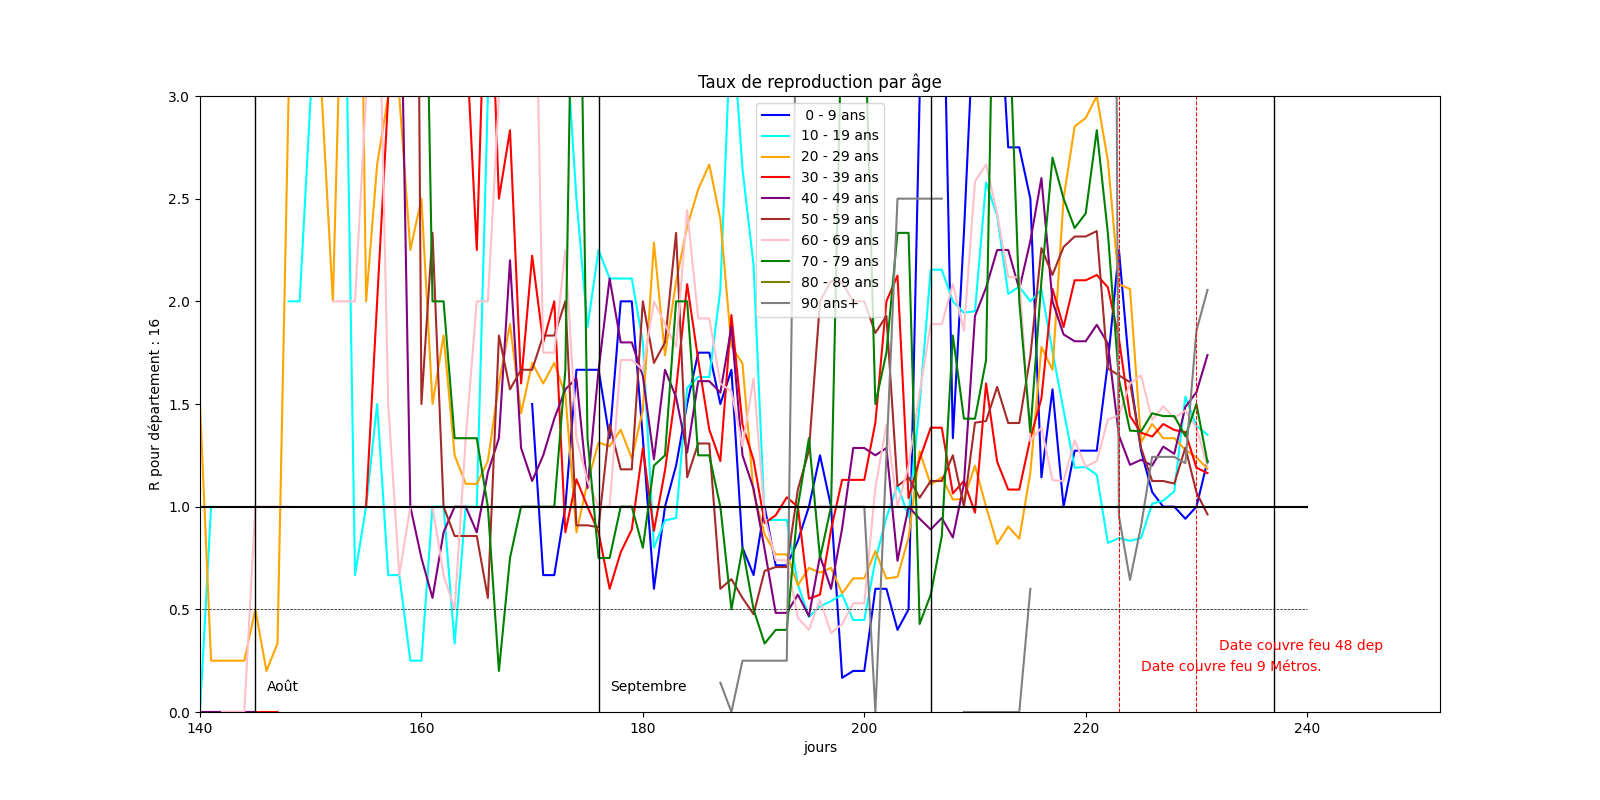 Taux de reproduction par âge
R pour département : 16
3.0
2.5
2.0
1.5
1.0
0.5
0.0
0 - 9 ans
10 - 19 ans
20 - 29 ans
30 - 39 ans
40 - 49 ans
50 - 59 ans
60 - 69 ans
70 - 79 ans
80 - 89 ans
90 ans+
Date couvre feu 48 dep
Date couvre feu 9 Métros.
Août
Septembre
140
160
180
200
220
240
jours